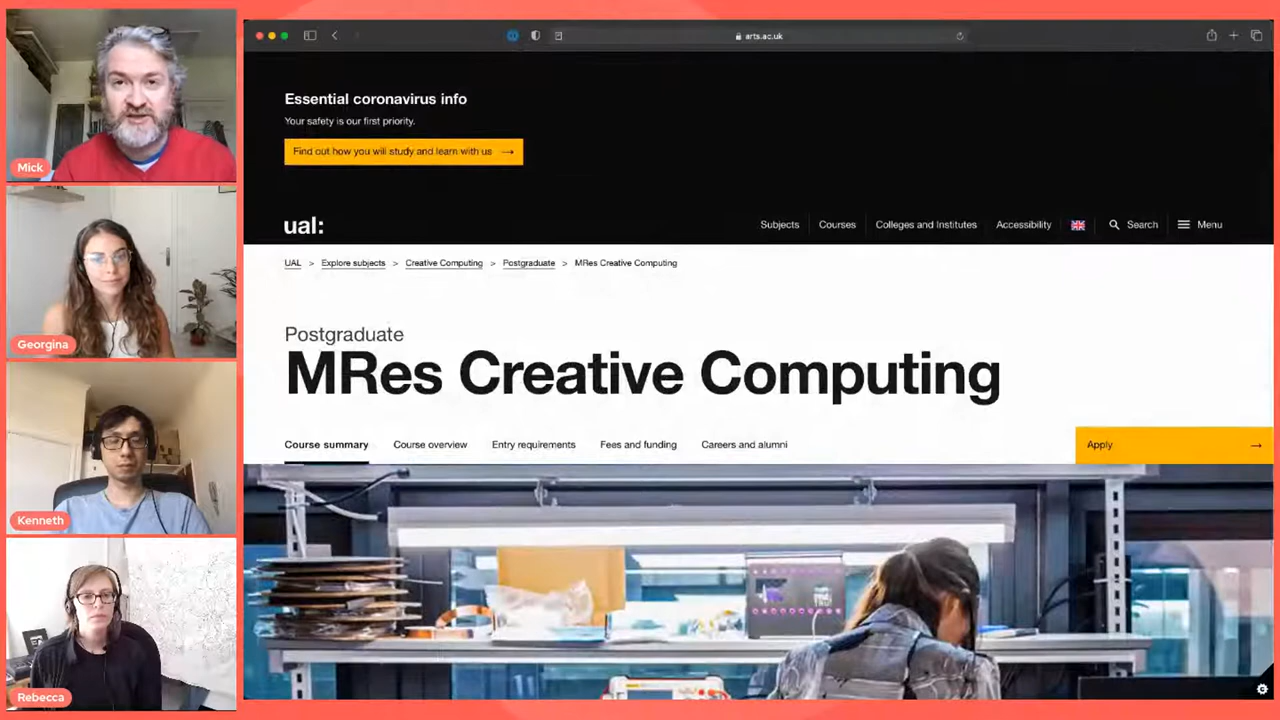 Mick
Georgina
Kenneth
Rebecca
arts.ac.uk
Essential coronavirus info
Your safety is our first priority.
Find out how you will study and learn with us →
ual:
Subjects
Courses
Colleges and Institutes
Accessibility
Search
Menu
UAL > Explore subjects > Creative Computing > Postgraduate > MRes Creative Computing
Postgraduate
MRes Creative Computing
Course summary
Course overview
Entry requirements
Fees and funding
Careers and alumni
Apply →